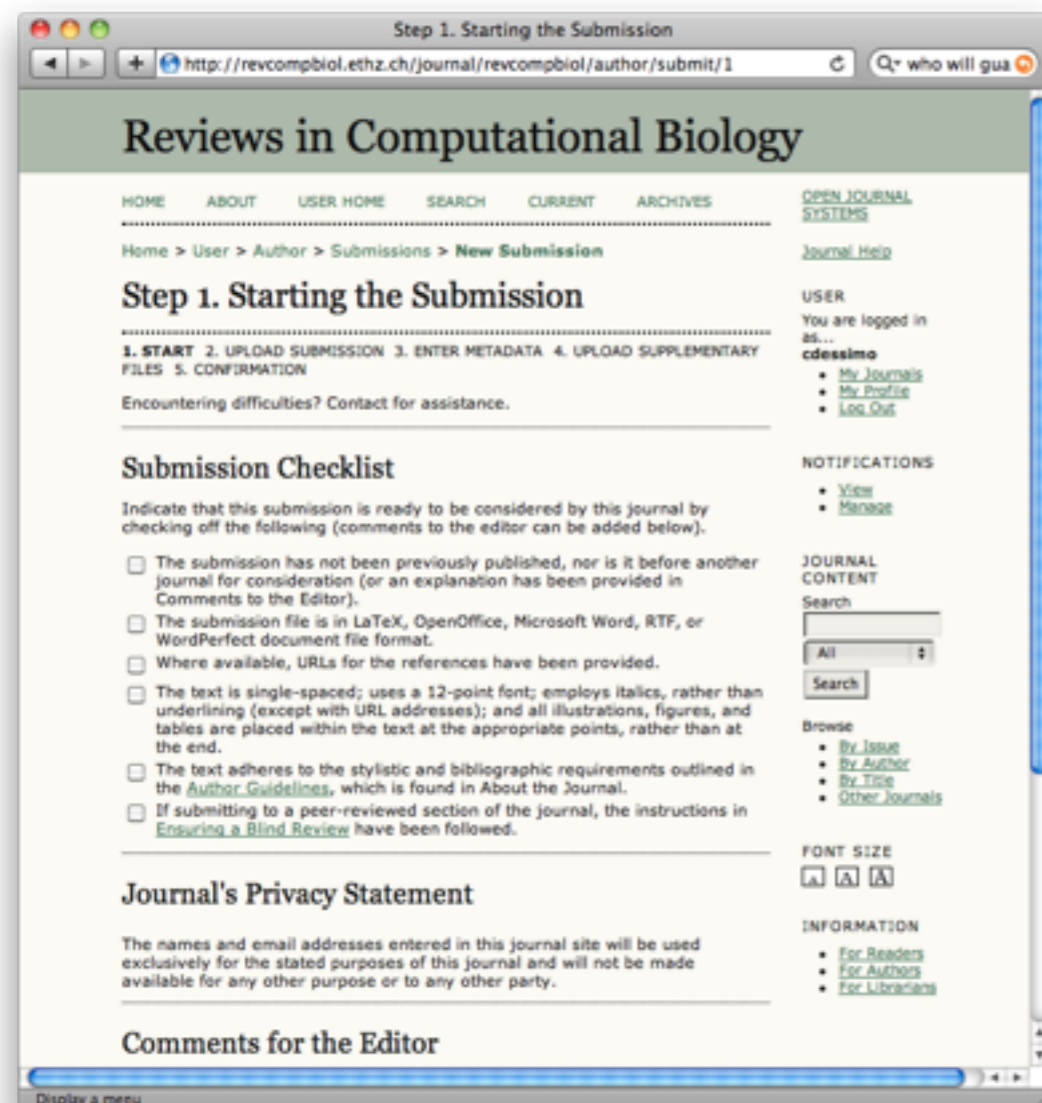 Step 1. Starting the Submission
http://revcompbiol.ethz.ch/journal/revcompbiol/author/submit/1
who will gua
Reviews in Computational Biology
HOME ABOUT USER HOME SEARCH CURRENT ARCHIVES
Home > User > Author > Submissions > New Submission
Step 1. Starting the Submission
1. START 2. UPLOAD SUBMISSION 3. ENTER METADATA 4. UPLOAD SUPPLEMENTARY
FILES 5. CONFIRMATION
Encountering difficulties? Contact for assistance.
Submission Checklist
Indicate that this submission is ready to be considered by this journal by
checking off the following (comments to the editor can be added below).
The submission has not been previously published, nor is it before another
journal for consideration (or an explanation has been provided in
Comments to the Editor).
The submission file is in LaTeX, OpenOffice, Microsoft Word, RTF, or
WordPerfect document file format.
Where available, URLs for the references have been provided.
The text is single-spaced; uses a 12-point font; employs italics, rather than
underlining (except with URL addresses); and all illustrations, figures, and
tables are placed within the text at the appropriate points, rather than at
the end.
The text adheres to the stylistic and bibliographic requirements outlined in
the Author Guidelines, which is found in About the Journal.
If submitting to a peer-reviewed section of the journal, the instructions in
Ensuring a Blind Review have been followed.
Journal's Privacy Statement
The names and email addresses entered in this journal site will be used
exclusively for the stated purposes of this journal and will not be made
available for any other purpose or to any other party.
Comments for the Editor
OPEN JOURNAL
SYSTEMS
Journal Help
USER
You are logged in
as...
cdessimo
My Journals
My Profile
Log Out
NOTIFICATIONS
View
Manage
JOURNAL
CONTENT
Search
All
Search
Browse
By Issue
By Author
By Title
Other Journals
FONT SIZE
A A A
INFORMATION
For Readers
For Authors
For Librarians
Display a menu